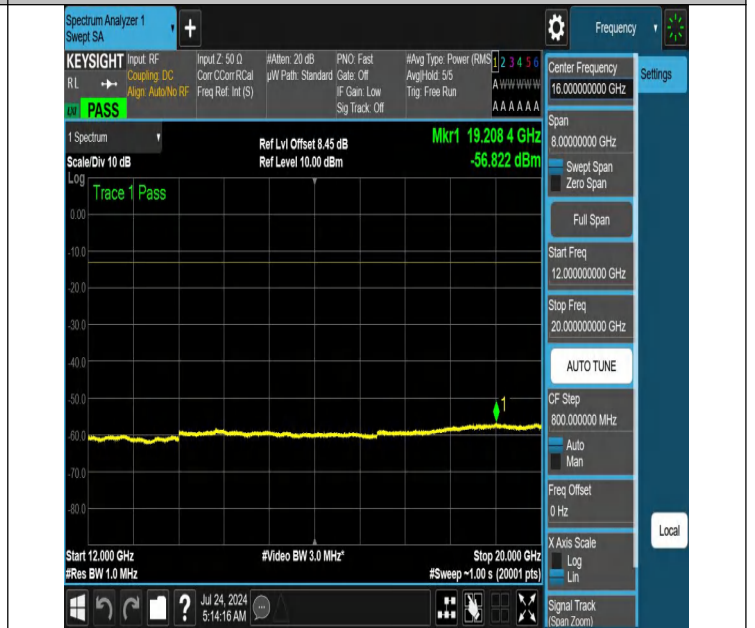 Spectrum Analyzer 1
Swept SA
+
Frequency
KEYSIGHT
RL
PASS
Input: RF
Coupling: DC
Align: Auto/No RF
Input Z: 50 Ω
Corr CCorr RCal
Freq Ref: Int (S)
#Atten: 20 dB
µW Path: Standard
PNO: Fast
Gate: Off
IF Gain: Low
Sig Track: Off
#Avg Type: Power (RMS
Avg|Hold: 5/5
Trig: Free Run
1 2 3 4 5 6
A W W W W W
A A A A A A
1 Spectrum
Scale/Div 10 dB
Ref Lvl Offset 8.45 dB
Ref Level 10.00 dBm
Mkr1 19.208 4 GHz
-56.822 dBm
Log
Trace 1 Pass
0.00
-10.0
-20.0
-30.0
-40.0
-50.0
-60.0
-70.0
-80.0
1
Start 12.000 GHz
#Res BW 1.0 MHz
#Video BW 3.0 MHz*
Stop 20.000 GHz
#Sweep ~1.00 s (20001 pts)
Center Frequency
16.00000000 GHz
Span
8.00000000 GHz
Swept Span
Zero Span
Full Span
Start Freq
12.000000000 GHz
Stop Freq
20.000000000 GHz
AUTO TUNE
CF Step
800.000000 MHz
Auto
Man
Freq Offset
0 Hz
X Axis Scale
Log
Lin
Signal Track
(Span Zoom)
Settings
Local
?
Jul 24, 2024
5:14:16 AM